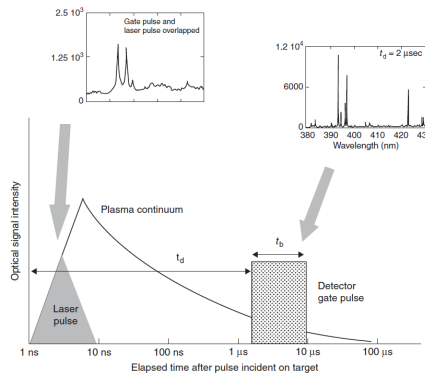 2.5 10³
Gate pulse and
laser pulse overlapped
1.25 10³
0
1.2 10⁴
t_d = 2 μsec
6000
0
380 390 400 410 420 43
Wavelength (nm)
Optical signal intensity
Plasma continuum
t_d
t_b
Laser
pulse
Detector
gate pulse
1 ns 10 ns 100 ns 1 μs 10 μs 100 μs
Elapsed time after pulse incident on target